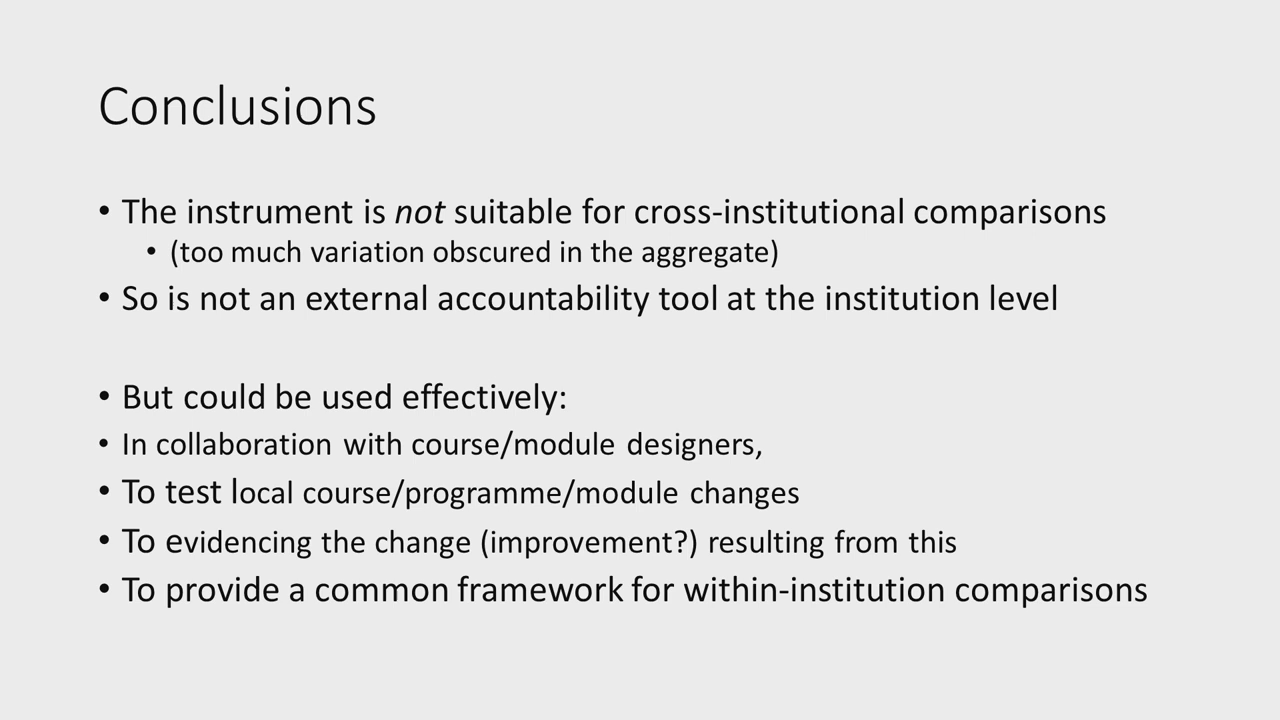 Conclusions
• The instrument is not suitable for cross-institutional comparisons
• (too much variation obscured in the aggregate)
• So is not an external accountability tool at the institution level
• But could be used effectively:
• In collaboration with course/module designers,
• To test local course/programme/module changes
• To evidencing the change (improvement?) resulting from this
• To provide a common framework for within-institution comparisons